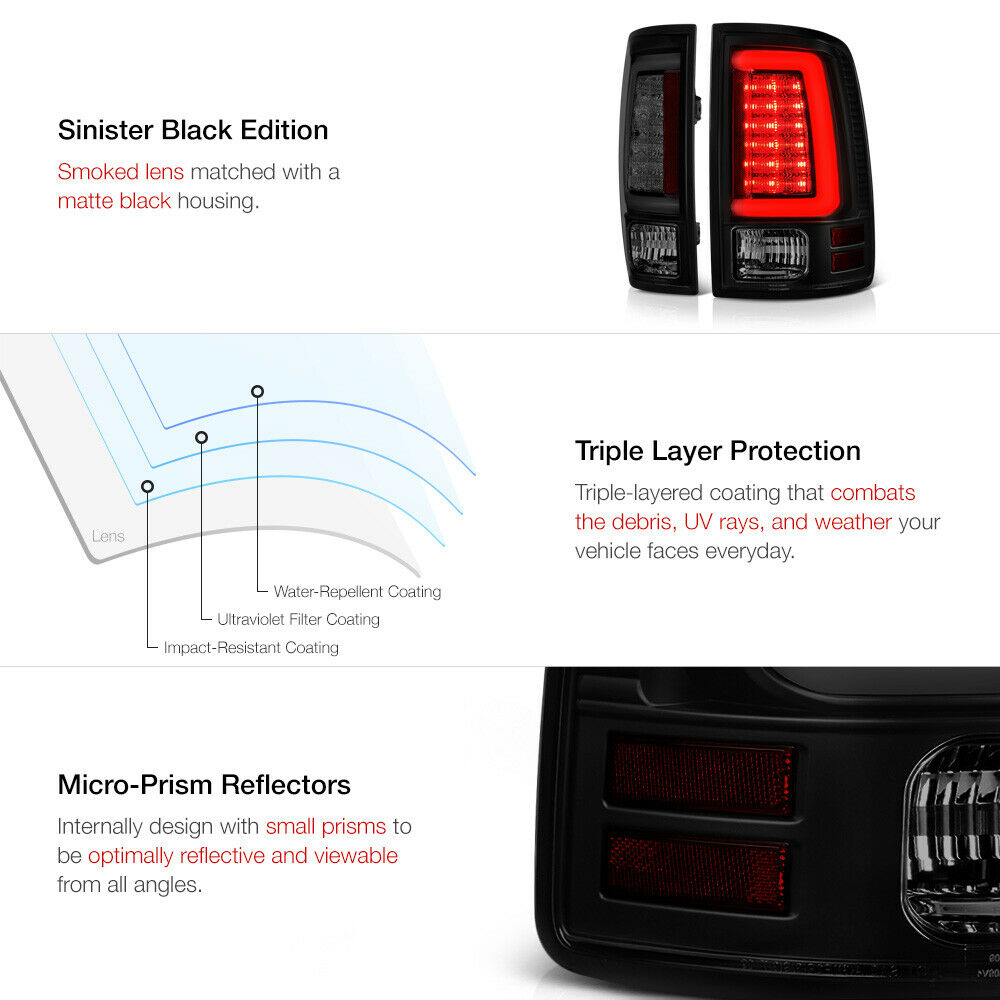 Sinister Black Edition
Smoked lens matched with a
matte black housing.
Lens
Water-Repellent Coating
Ultraviolet Filter Coating
Impact-Resistant Coating
Triple Layer Protection
Triple-layered coating that combats
the debris, UV rays, and weather your
vehicle faces everyday.
Micro-Prism Reflectors
Internally design with small prisms to
be optimally reflective and viewable
from all angles.